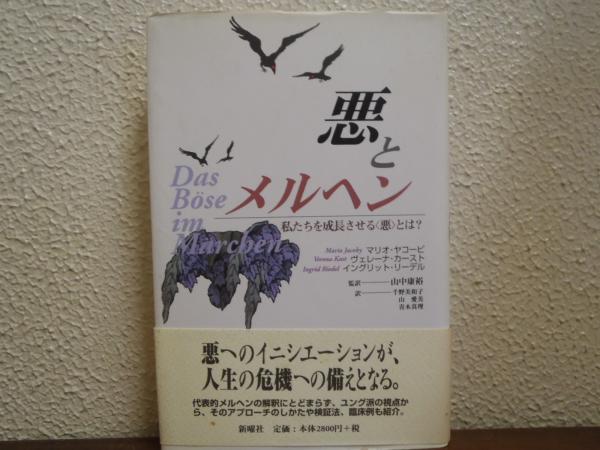 悪と
メルヘン
私たちを成長させる〈悪〉とは?
Das
Böse
im
Märchen
Mario Jacoby マリオ・ヤコービ
Verena Kast ヴェレーナ・カースト
Ingrid Riedel イングリット・リーデル
監訳 山中康裕
訳 千野美和子
山 愛美
青木真理
悪へのイニシエーションが、
人生の危機への備えとなる。
代表的メルヘンの解釈にとどまらず、ユング派の視点か
ら、そのアプローチのしかたや検証法、臨床例も紹介。
新曜社 定価:本体2800円+税